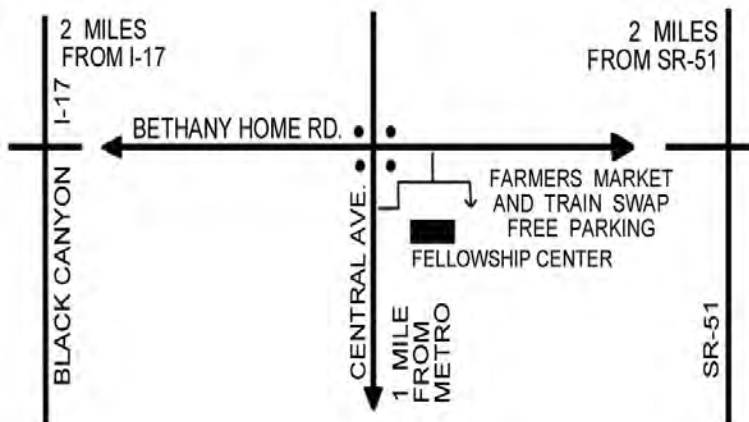 2 MILES
FROM I-17
2 MILES
FROM SR-51
I-17
BETHANY HOME RD.
FARMERS MARKET
AND TRAIN SWAP
FREE PARKING
FELLOWSHIP CENTER
BLACK CANYON
CENTRAL AVE.
1 MILE
FROM
METRO
SR-51